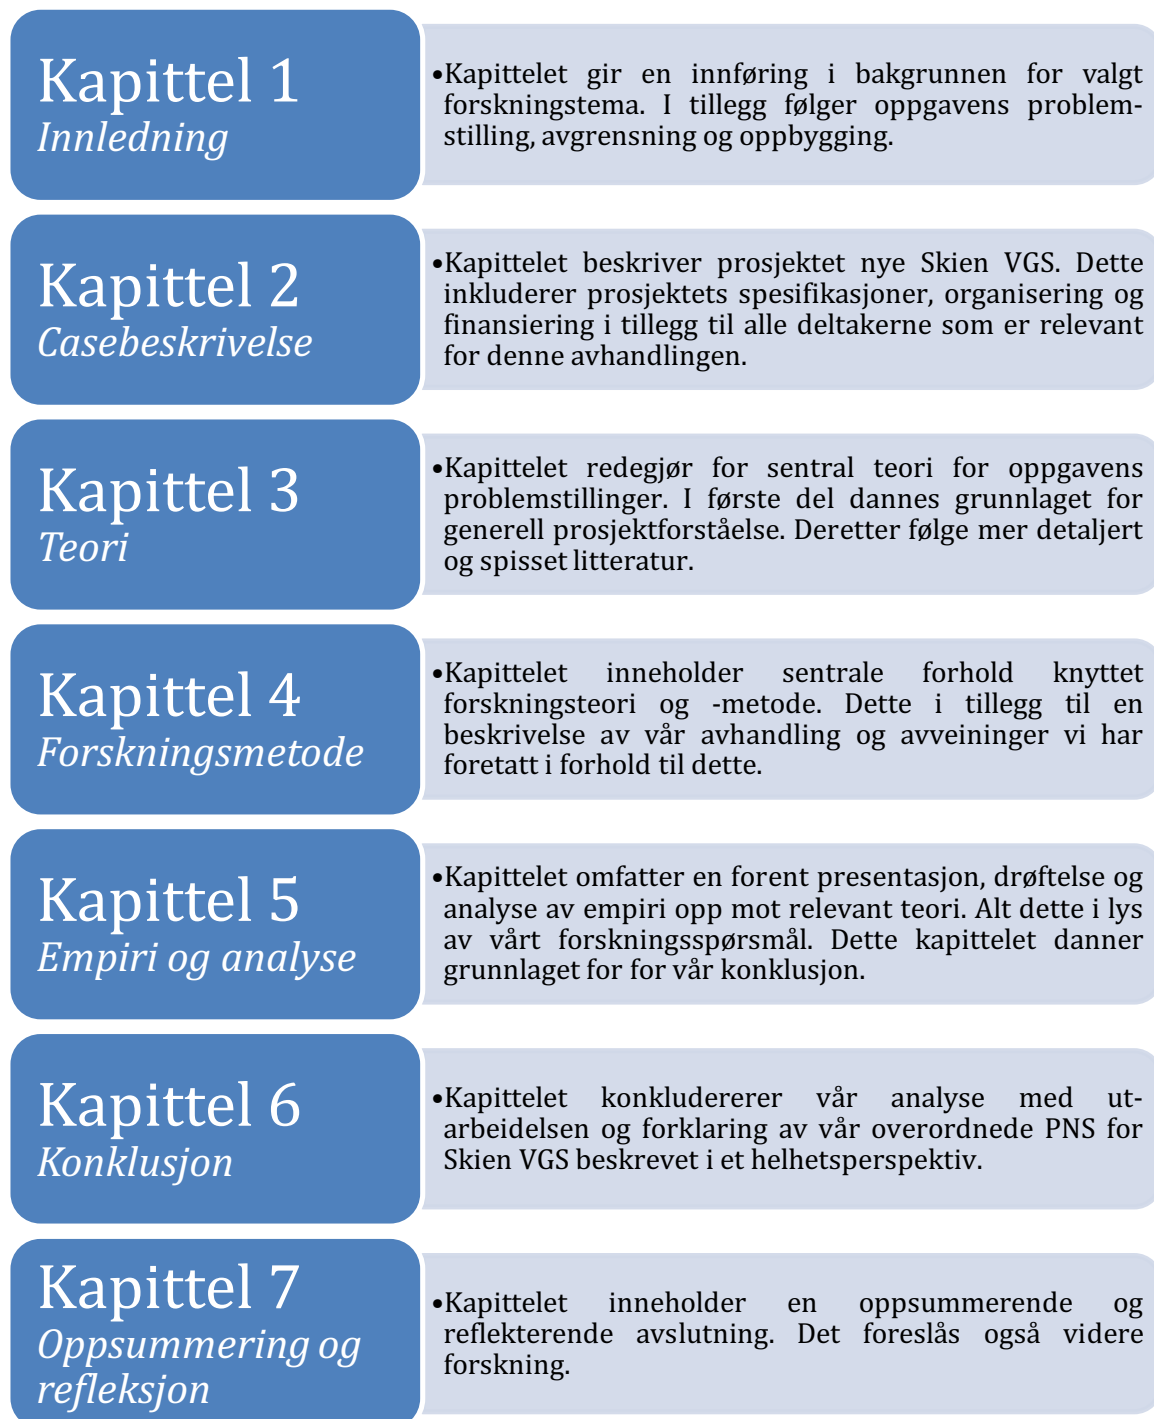 Kapittel 1
Innledning
•Kapittelet gir en innføring i bakgrunnen for valgt
forskningstema. I tillegg følger oppgavens problem-
stilling, avgrensning og oppbygging.
Kapittel 2
Casebeskrivelse
•Kapittelet beskriver prosjektet nye Skien VGS. Dette
inkluderer prosjektets spesifikasjoner, organisering og
finansiering i tillegg til alle deltakerne som er relevant
for denne avhandlingen.
Kapittel 3
Teori
•Kapittelet redegjør for sentral teori for oppgavens
problemstillinger. I første del dannes grunnlaget for
generell prosjektforståelse. Deretter følge mer detaljert
og spisset litteratur.
Kapittel 4
Forskningsmetode
•Kapittelet inneholder sentrale forhold knyttet
forskningsteori og -metode. Dette i tillegg til en
beskrivelse av vår avhandling og avveininger vi har
foretatt i forhold til dette.
Kapittel 5
Empiri og analyse
•Kapittelet omfatter en forent presentasjon, drøftelse og
analyse av empiri opp mot relevant teori. Alt dette i lys
av vårt forskningsspørsmål. Dette kapittelet danner
grunnlaget for for vår konklusjon.
Kapittel 6
Konklusjon
•Kapittelet konkludererer vår analyse med ut-
arbeidelsen og forklaring av vår overordnede PNS for
Skien VGS beskrevet i et helhetsperspektiv.
Kapittel 7
Oppsummering og
refleksjon
•Kapittelet inneholder en oppsummerende og
reflekterende avslutning. Det foreslås også videre
forskning.